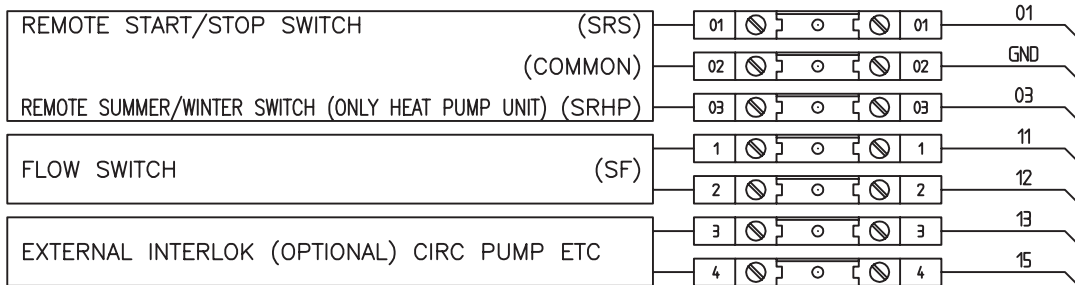 REMOTE START/STOP SWITCH (SRS) 01 01 01
(COMMON) 02 02 GND
REMOTE SUMMER/WINTER SWITCH (ONLY HEAT PUMP UNIT) (SRHP) 03 03 03
1 1 11
FLOW SWITCH (SF)
2 2 12
3 3 13
EXTERNAL INTERLOK (OPTIONAL) CIRC PUMP ETC
4 4 15